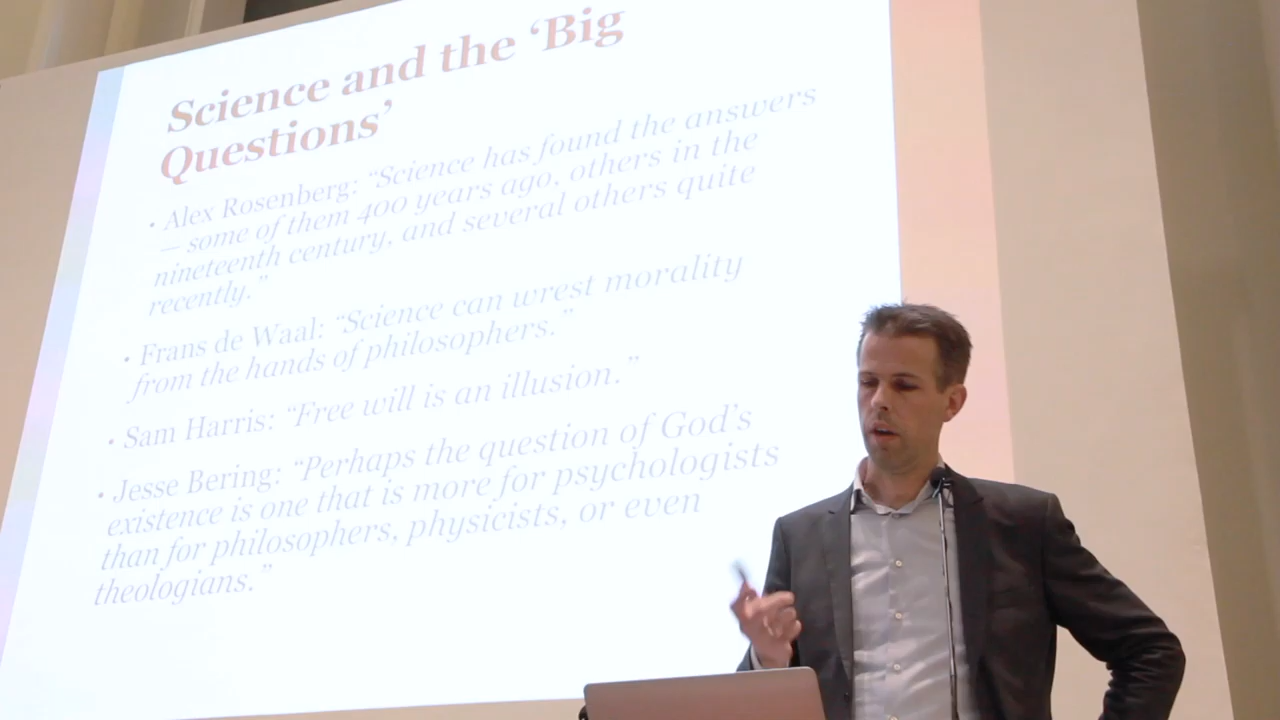 Science and the ‘Big
Questions’
• Alex Rosenberg: “Science has found the answers
— some of them 400 years ago, others in the
nineteenth century, and several others quite
recently.”
• Frans de Waal: “Science can wrest morality
from the hands of philosophers.”
• Sam Harris: “Free will is an illusion.”
• Jesse Bering: “Perhaps the question of God’s
existence is one that is more for psychologists
than for philosophers, physicists, or even
theologians.”